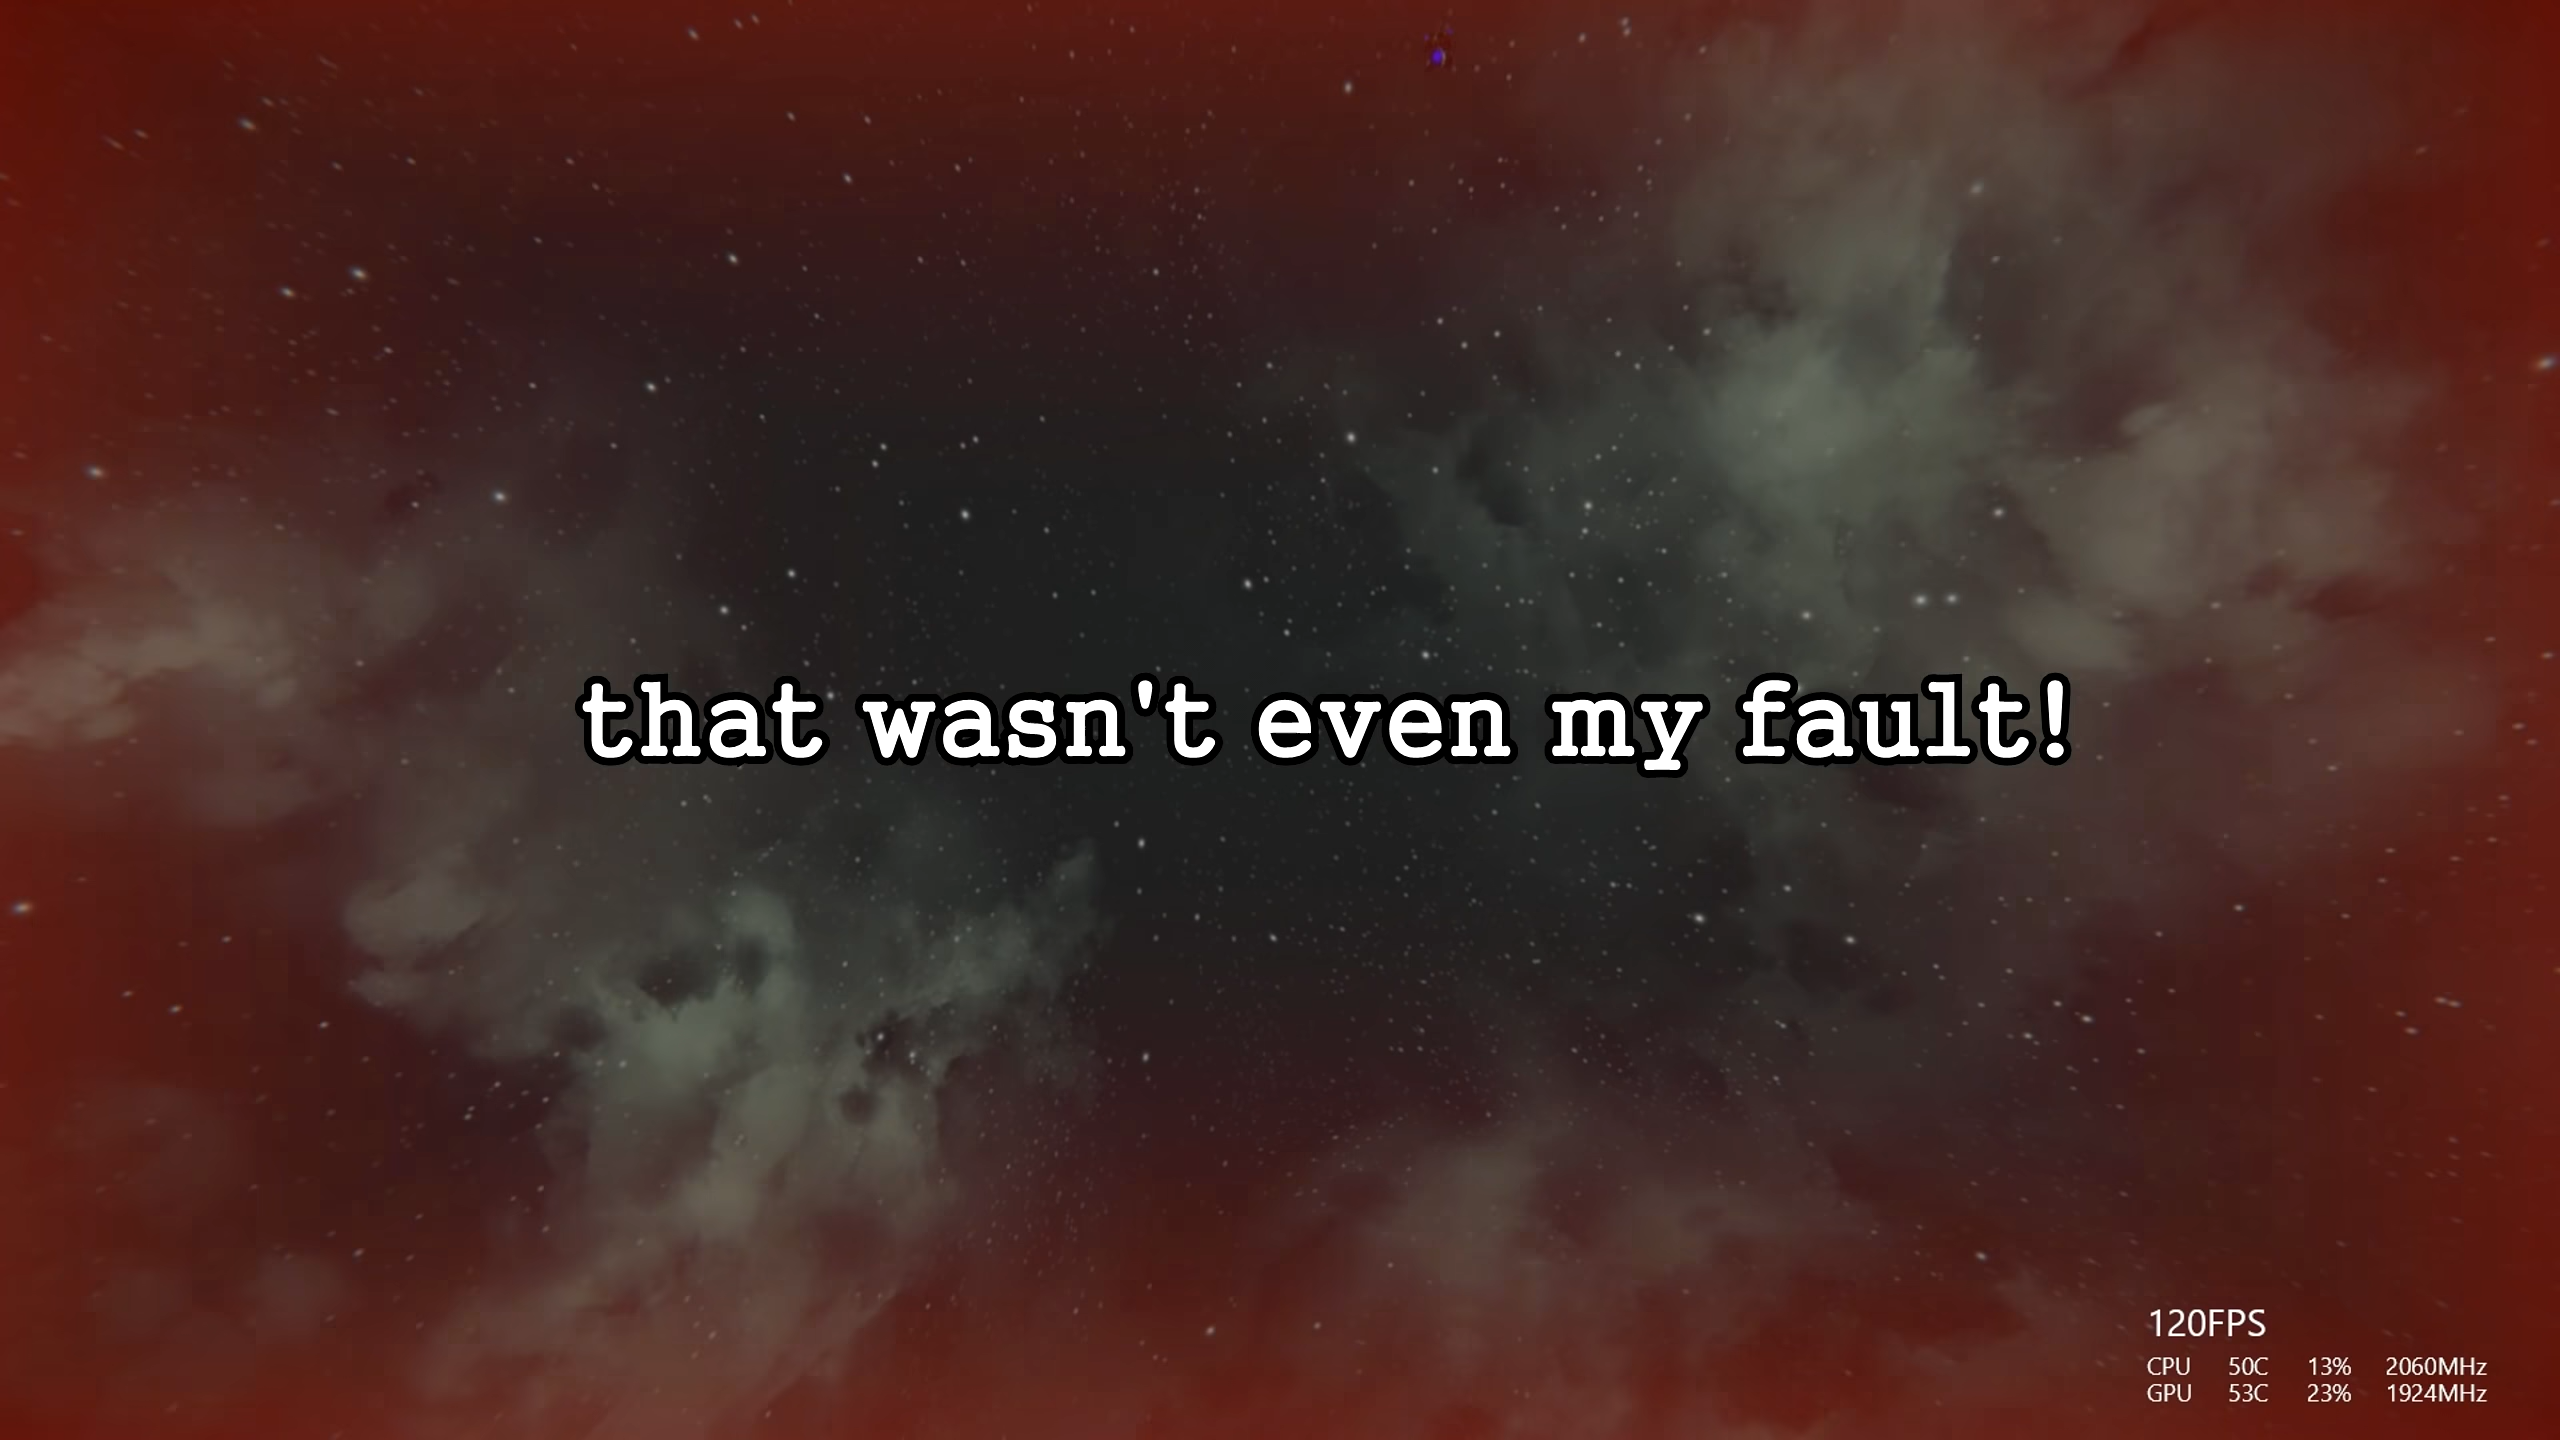 that wasn't even my fault!
120FPS
CPU 50C 13% 2060MHz
GPU 53C 23% 1924MHz